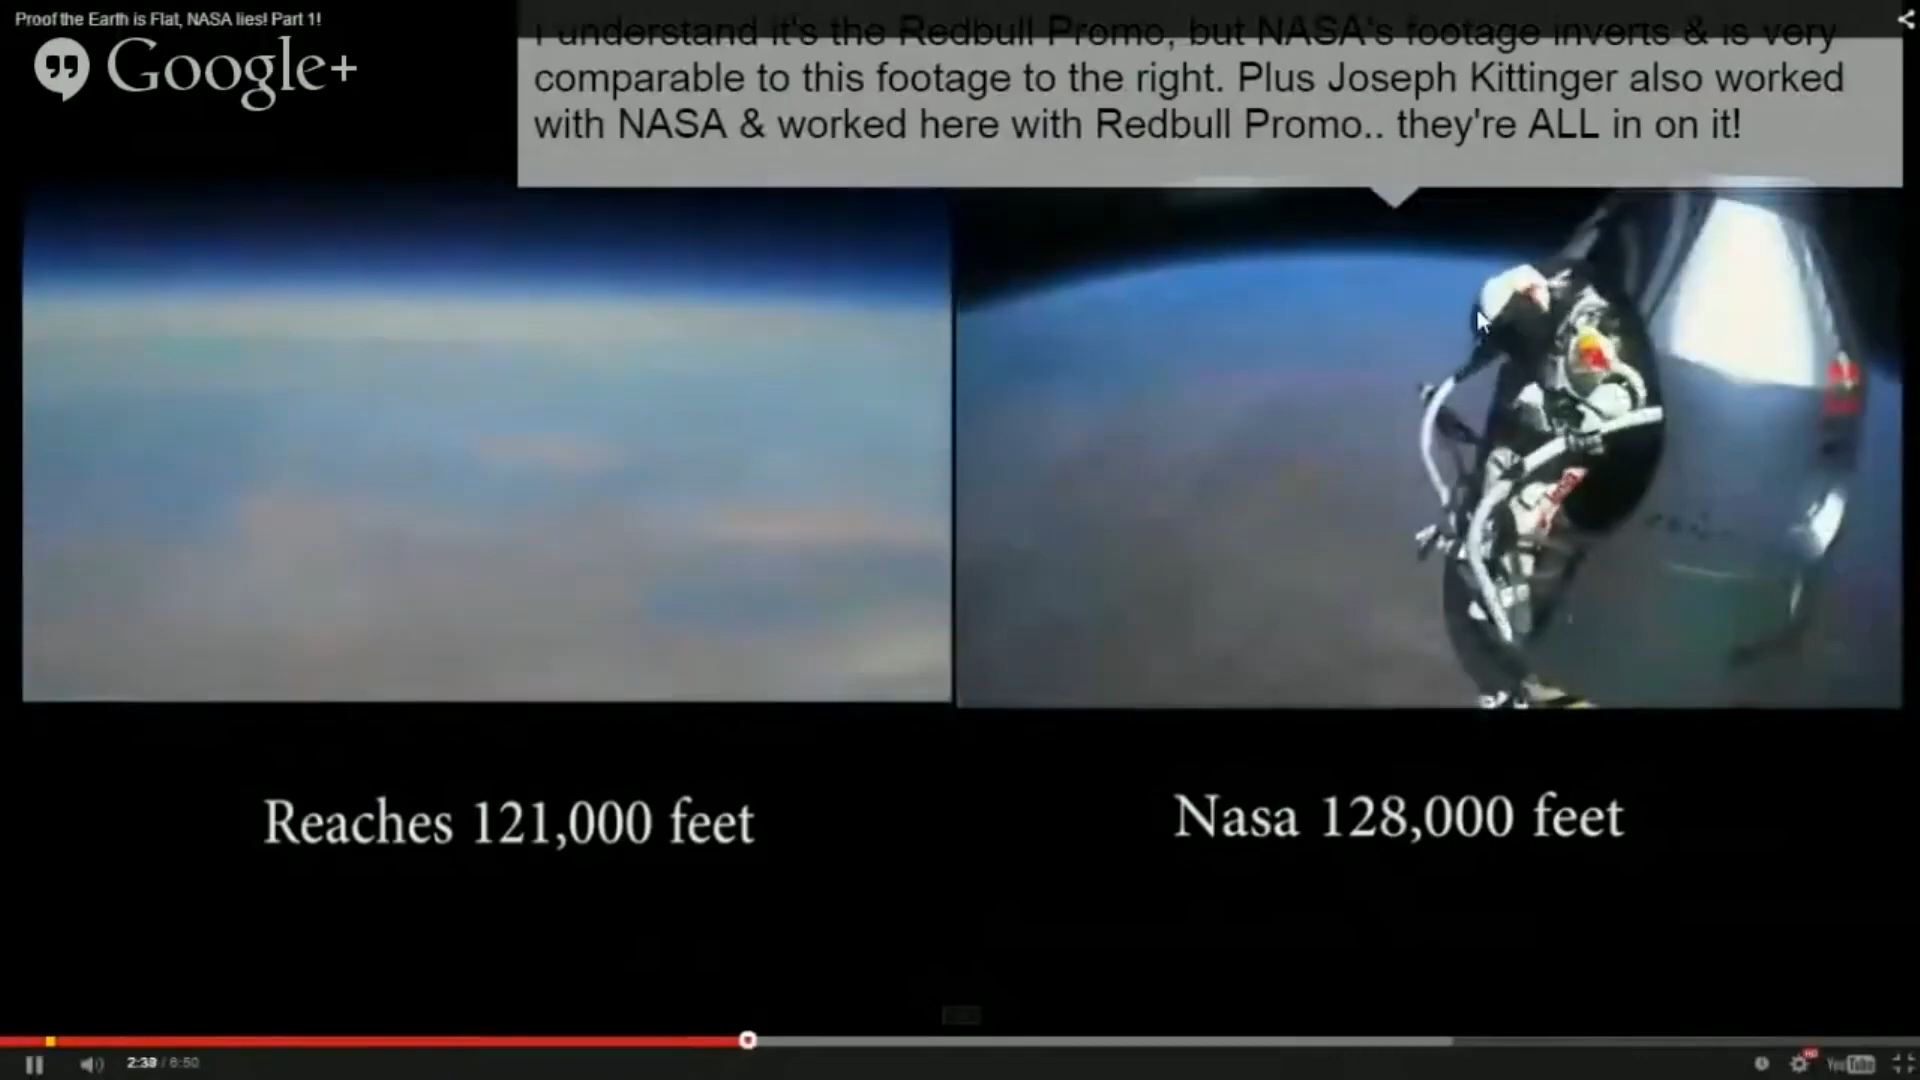 Proof the Earth is Flat, NASA lies! Part 1!
Google+
I understand it's the Redbull Promo, but NASA's footage inverts & is very
comparable to this footage to the right. Plus Joseph Kittinger also worked
with NASA & worked here with Redbull Promo.. they're ALL in on it!
Reaches 121,000 feet
Nasa 128,000 feet
2:39 / 6:50
HD
YouTube